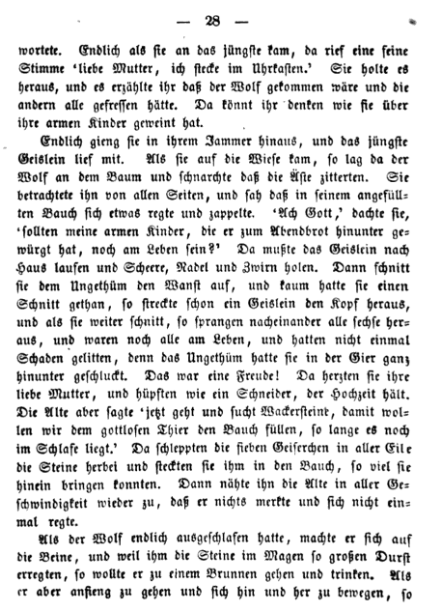 — 28 —
wortete. Endlich als sie an das jüngste kam, da rief eine feine
Stimme ‘liebe Mutter, ich stecke im Uhrkasten.’ Sie holte es
heraus, und es erzählte ihr daß der Wolf gekommen wäre und die
andern alle gefressen hätte. Da könnt ihr denken wie sie über
ihre armen Kinder geweint hat.
Endlich gieng sie in ihrem Jammer hinaus, und das jüngste
Geislein lief mit. Als sie auf die Wiese kam, so lag da der
Wolf an dem Baum und schnarchte daß die Äste zitterten. Sie
betrachtete ihn von allen Seiten, und sah daß in seinem angefüll-
ten Bauch sich etwas regte und zappelte. ‘Ach Gott,’ dachte sie,
‘sollten meine armen Kinder, die er zum Abendbrot hinunter ge-
würgt hat, noch am Leben sein?’ Da mußte das Geislein nach
Haus laufen und Scheere, Nadel und Zwirn holen. Dann schnitt
sie dem Ungethüm den Wanst auf, und kaum hatte sie einen
Schnitt gethan, so streckte schon ein Geislein den Kopf heraus,
und als sie weiter schnitt, so sprangen nacheinander alle sechse her-
aus, und waren noch alle am Leben, und hatten nicht einmal
Schaden gelitten, denn das Ungethüm hatte sie in der Gier ganz
hinunter geschluckt. Das war eine Freude! Da herzten sie ihre
liebe Mutter, und hüpften wie ein Schneider, der Hochzeit hält.
Die Alte aber sagte ‘jetzt geht und sucht Wackersteine, damit wol-
len wir dem gottlosen Thier den Bauch füllen, so lange es noch
im Schlafe liegt.’ Da schleppten die sieben Geiserchen in aller Eile
die Steine herbei und steckten sie ihm in den Bauch, so viel sie
hinein bringen konnten. Dann nähte ihn die Alte in aller Ge-
schwindigkeit wieder zu, daß er nichts merkte und sich nicht ein-
mal regte.
Als der Wolf endlich ausgeschlafen hatte, machte er sich auf
die Beine, und weil ihm die Steine im Magen so großen Durst
erregten, so wollte er zu einem Brunnen gehen und trinken. Als
er aber anfieng zu gehen und sich hin und her zu bewegen, so